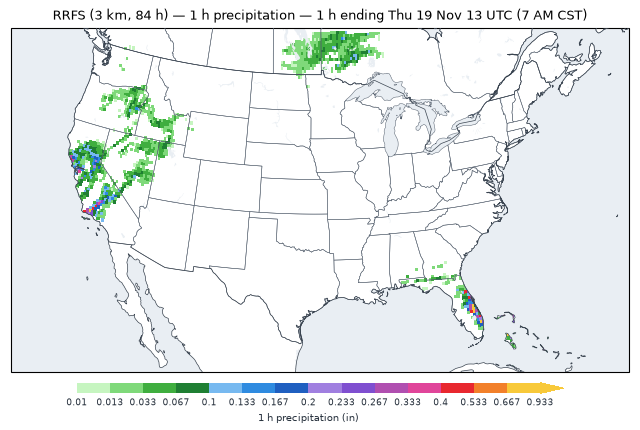 RRFS (3 km, 84 h) — 1 h precipitation — 1 h ending Thu 19 Nov 13 UTC (7 AM CST)
0.01 0.013 0.033 0.067 0.1 0.133 0.167 0.2 0.233 0.267 0.333 0.4 0.533 0.667 0.933
1 h precipitation (in)